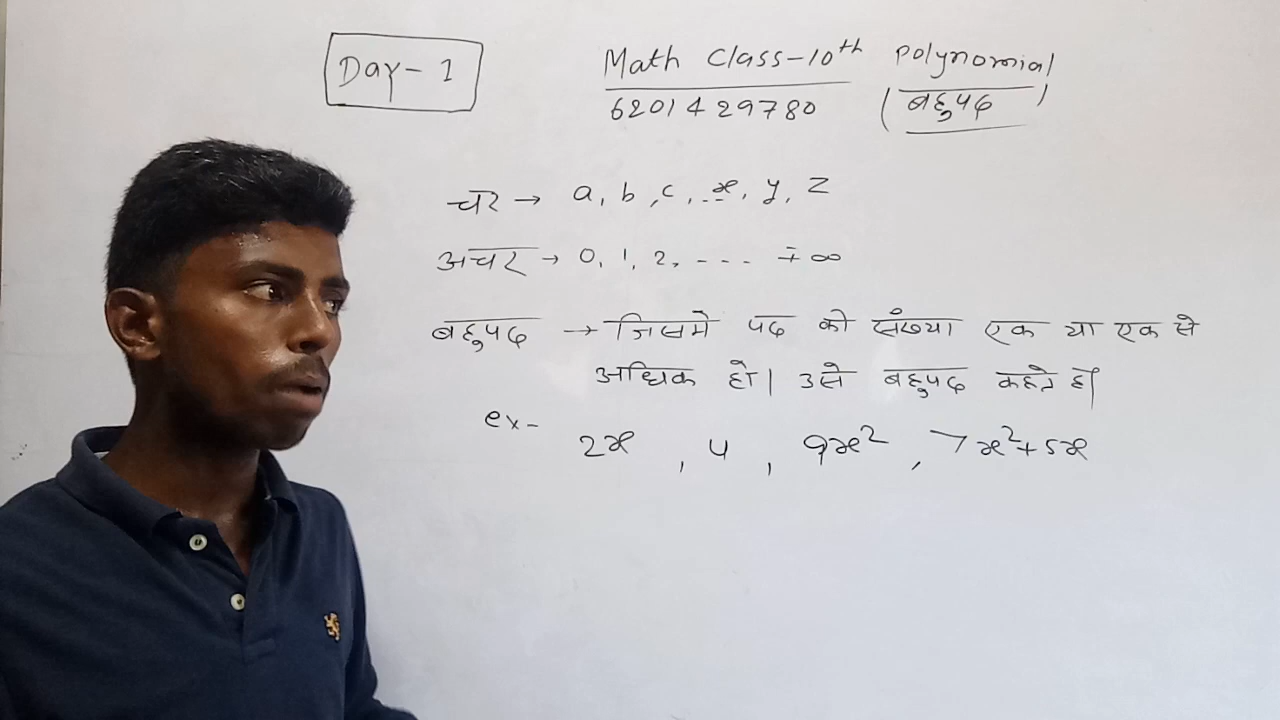 Day-1
Math Class-10th Polynomial
6201429780 (बहुपद)
चर → a, b, c, .. x, y, z
अचर → 0, 1, 2, - - - - ∓ ∞
बहुपद → जिसमे पद की संख्या एक या एक से
अधिक हो। उसे बहुपद कहते है।
ex-
2x , 4 , 9x² , 7x²+5x